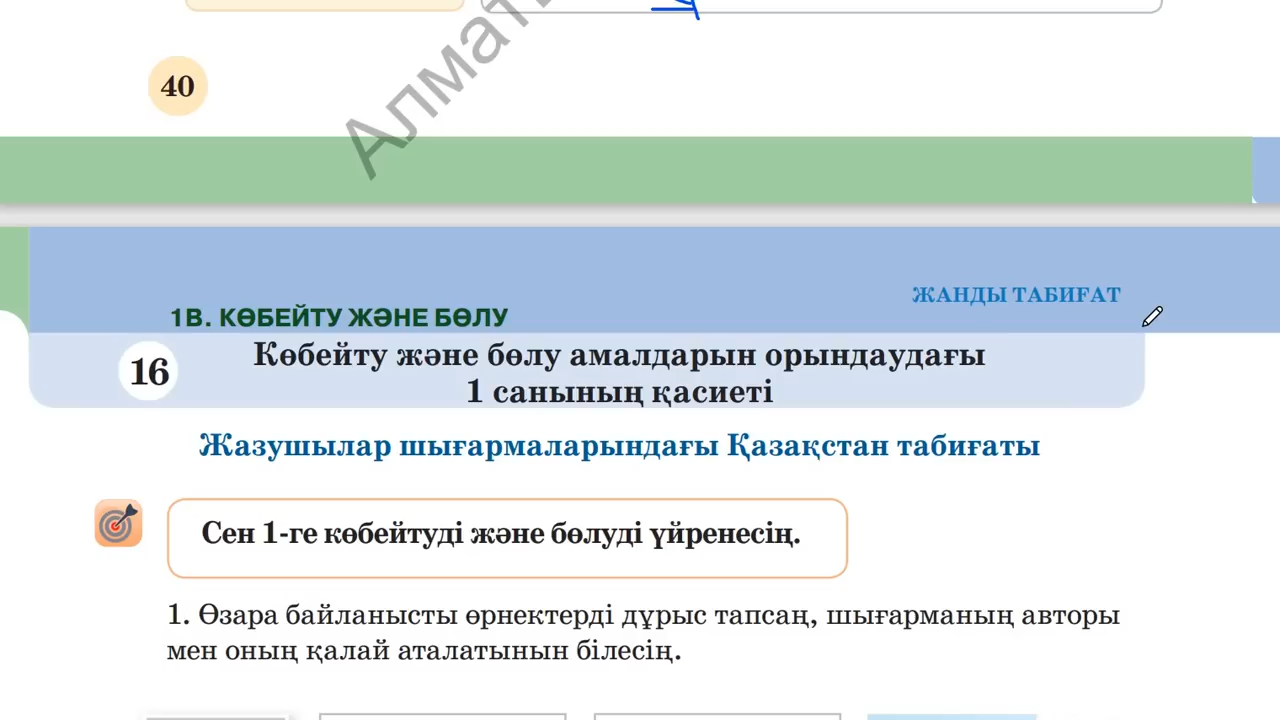 Алматы
40
ЖАНДЫ ТАБИҒАТ
1В. КӨБЕЙТУ ЖӘНЕ БӨЛУ
16
Көбейту және бөлу амалдарын орындаудағы
1 санының қасиеті
Жазушылар шығармаларындағы Қазақстан табиғаты
Сен 1-ге көбейтуді және бөлуді үйренесің.
1. Өзара байланысты өрнектерді дұрыс тапсаң, шығарманың авторы
мен оның қалай аталатынын білесің.